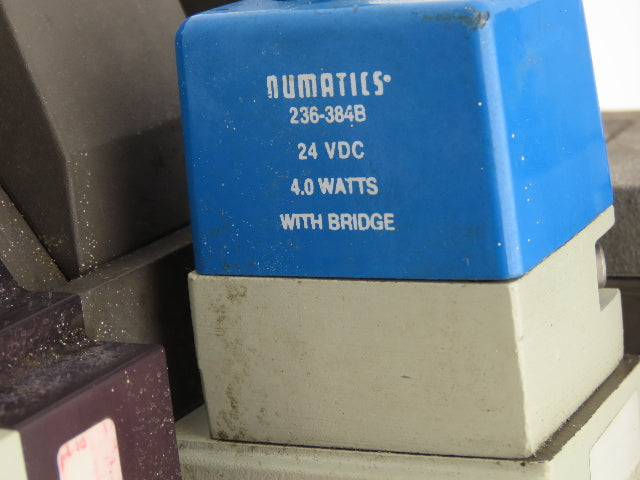 numatics
236-384B
24 VDC
4.0 WATTS
WITH BRIDGE